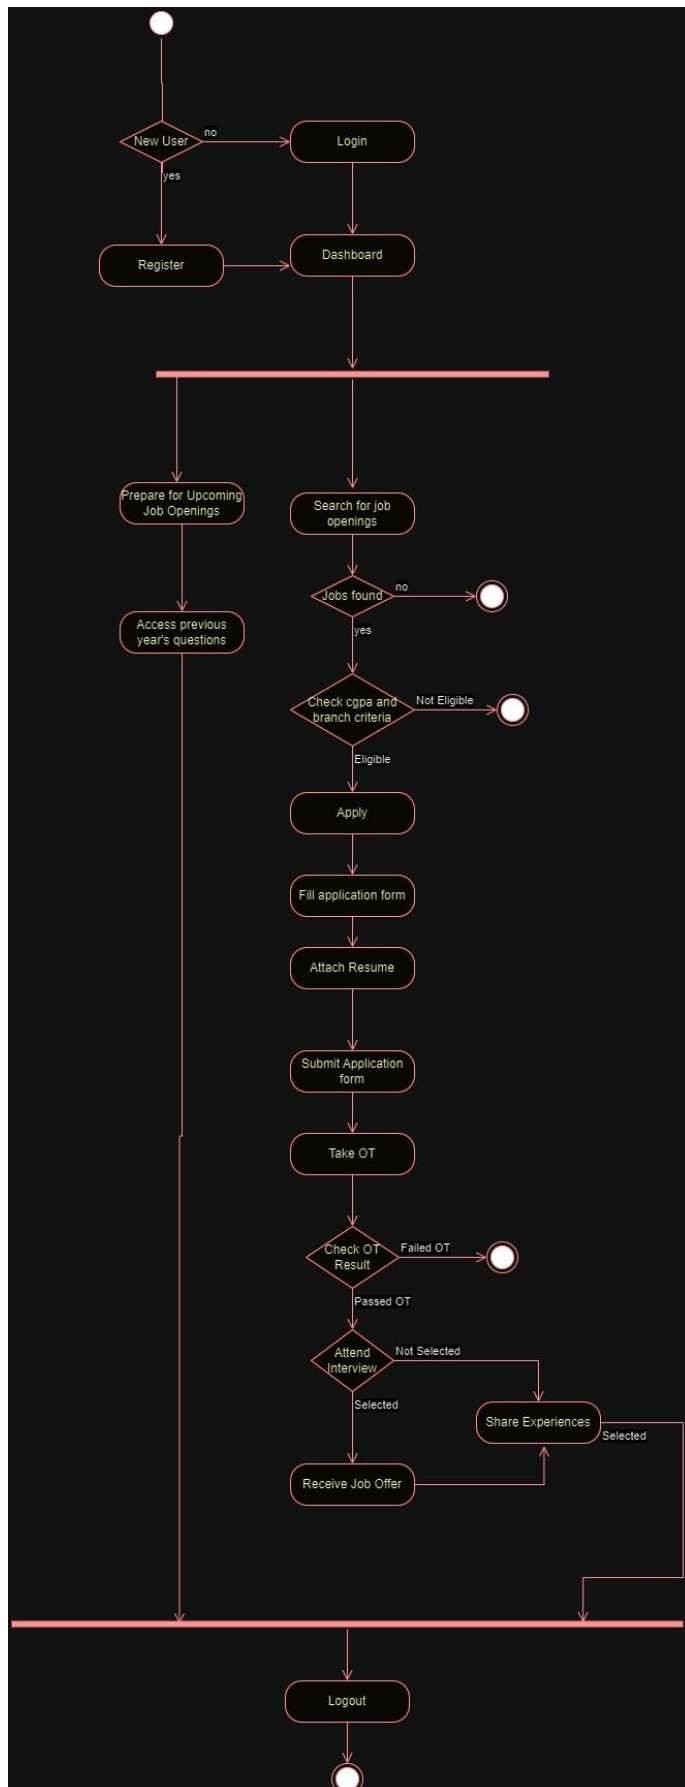 New User
no
Login
yes
Register
Dashboard
Prepare for Upcoming
Job Openings
Search for job
openings
Jobs found
no
Access previous
year's questions
yes
Check cgpa and
branch criteria
Not Eligible
Eligible
Apply
Fill application form
Attach Resume
Submit Application
form
Take OT
Check OT
Result
Failed OT
Passed OT
Attend
Interview
Not Selected
Selected
Share Experiences
Selected
Receive Job Offer
Logout